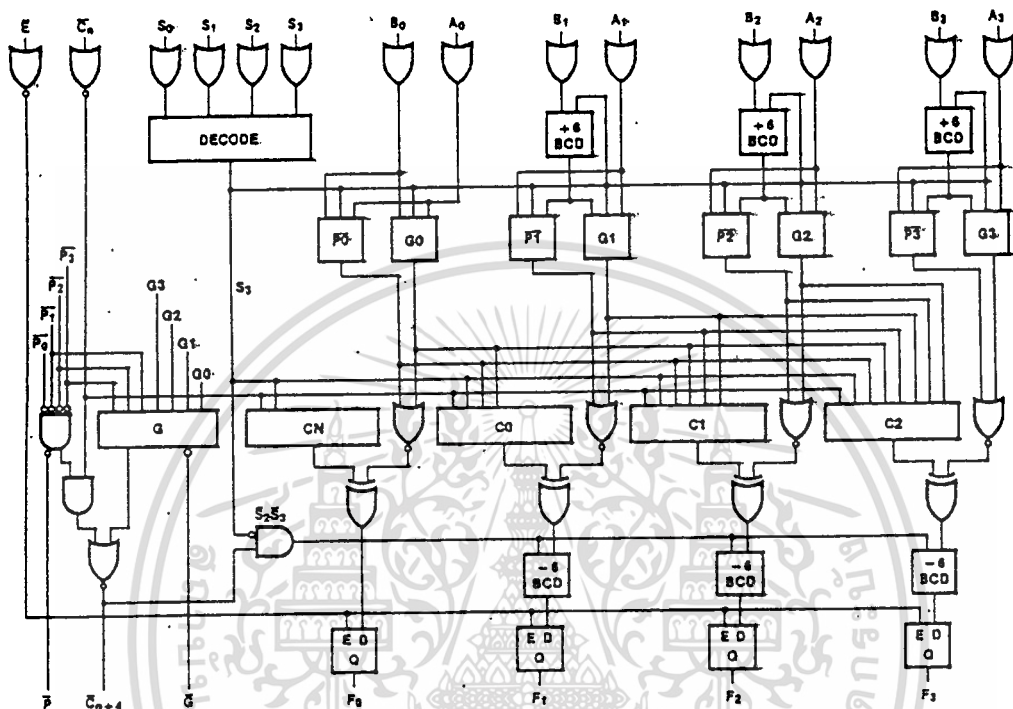 E̅ C̅n S0 S1 S2 S3 B0 A0 B1 A1 B2 A2 B3 A3
DECODE
+6 BCD +6 BCD +6 BCD
P̅0̅ G0 P̅1̅ G1 P̅2̅ G2 P̅3̅ G3
P̅3
P̅2
P̅1
P̅0
G3
G2
G1
G0
S3
G CN C0 C1 C2
S̅2S̅3
-6 BCD -6 BCD -6 BCD
E D Q E D Q E D Q E D Q
F0 F1 F2 F3
P̅ C̅n+4 G̅